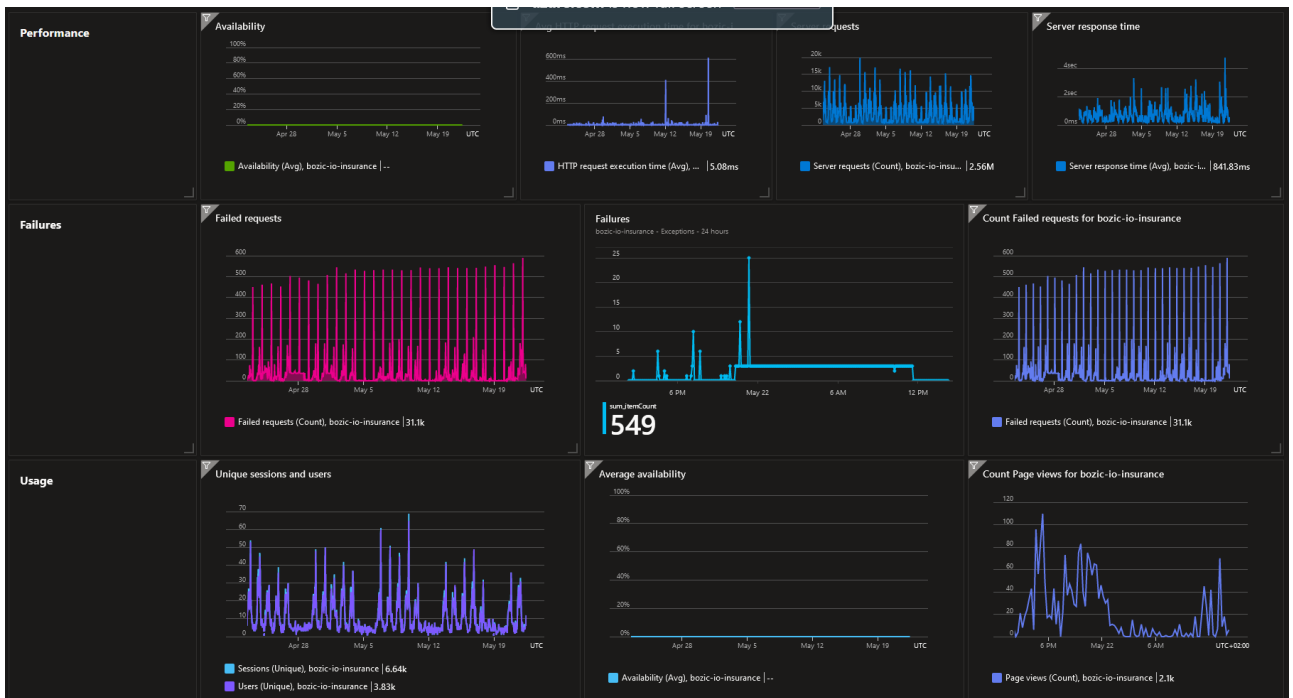 Performance
Availability
100%
80%
60%
40%
20%
0%
Apr 28 May 5 May 12 May 19 UTC
Availability (Avg), bozic-io-insurance | --
Avg HTTP request execution time for bozic-i
600ms
400ms
200ms
0ms
Apr 28 May 5 May 12 May 19 UTC
HTTP request execution time (Avg), ... | 5.08ms
requests
20k
15k
10k
5k
0
Apr 28 May 5 May 12 May 19 UTC
Server requests (Count), bozic-io-insu... | 2.56M
Server response time
4sec
2sec
0ms
Apr 28 May 5 May 12 May 19 UTC
Server response time (Avg), bozic-i... | 841.83ms
Failures
Failed requests
600
500
400
300
200
100
0
Apr 28 May 5 May 12 May 19 UTC
Failed requests (Count), bozic-io-insurance | 31.1k
Failures
bozic-io-insurance - Exceptions - 24 hours
25
20
15
10
5
0
6 PM May 22 6 AM 12 PM
sum_itemCount
549
Count Failed requests for bozic-io-insurance
600
500
400
300
200
100
0
Apr 28 May 5 May 12 May 19 UTC
Failed requests (Count), bozic-io-insurance | 31.1k
Usage
Unique sessions and users
70
60
50
40
30
20
10
0
Apr 28 May 5 May 12 May 19 UTC
Sessions (Unique), bozic-io-insurance | 6.64k
Users (Unique), bozic-io-insurance | 3.83k
Average availability
100%
80%
60%
40%
20%
0%
Apr 28 May 5 May 12 May 19 UTC
Availability (Avg), bozic-io-insurance | --
Count Page views for bozic-io-insurance
120
100
80
60
40
20
0
6 PM May 22 6 AM UTC+02:00
Page views (Count), bozic-io-insurance | 2.1k